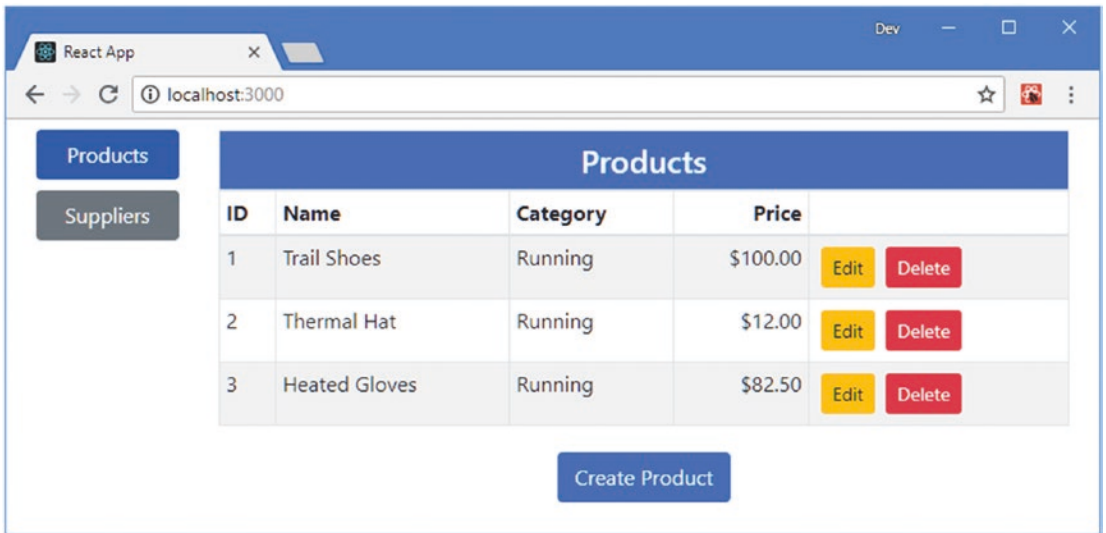 Dev
React App
localhost:3000
Products
Suppliers
Products
ID Name Category Price
1 Trail Shoes Running $100.00 Edit Delete
2 Thermal Hat Running $12.00 Edit Delete
3 Heated Gloves Running $82.50 Edit Delete
Create Product